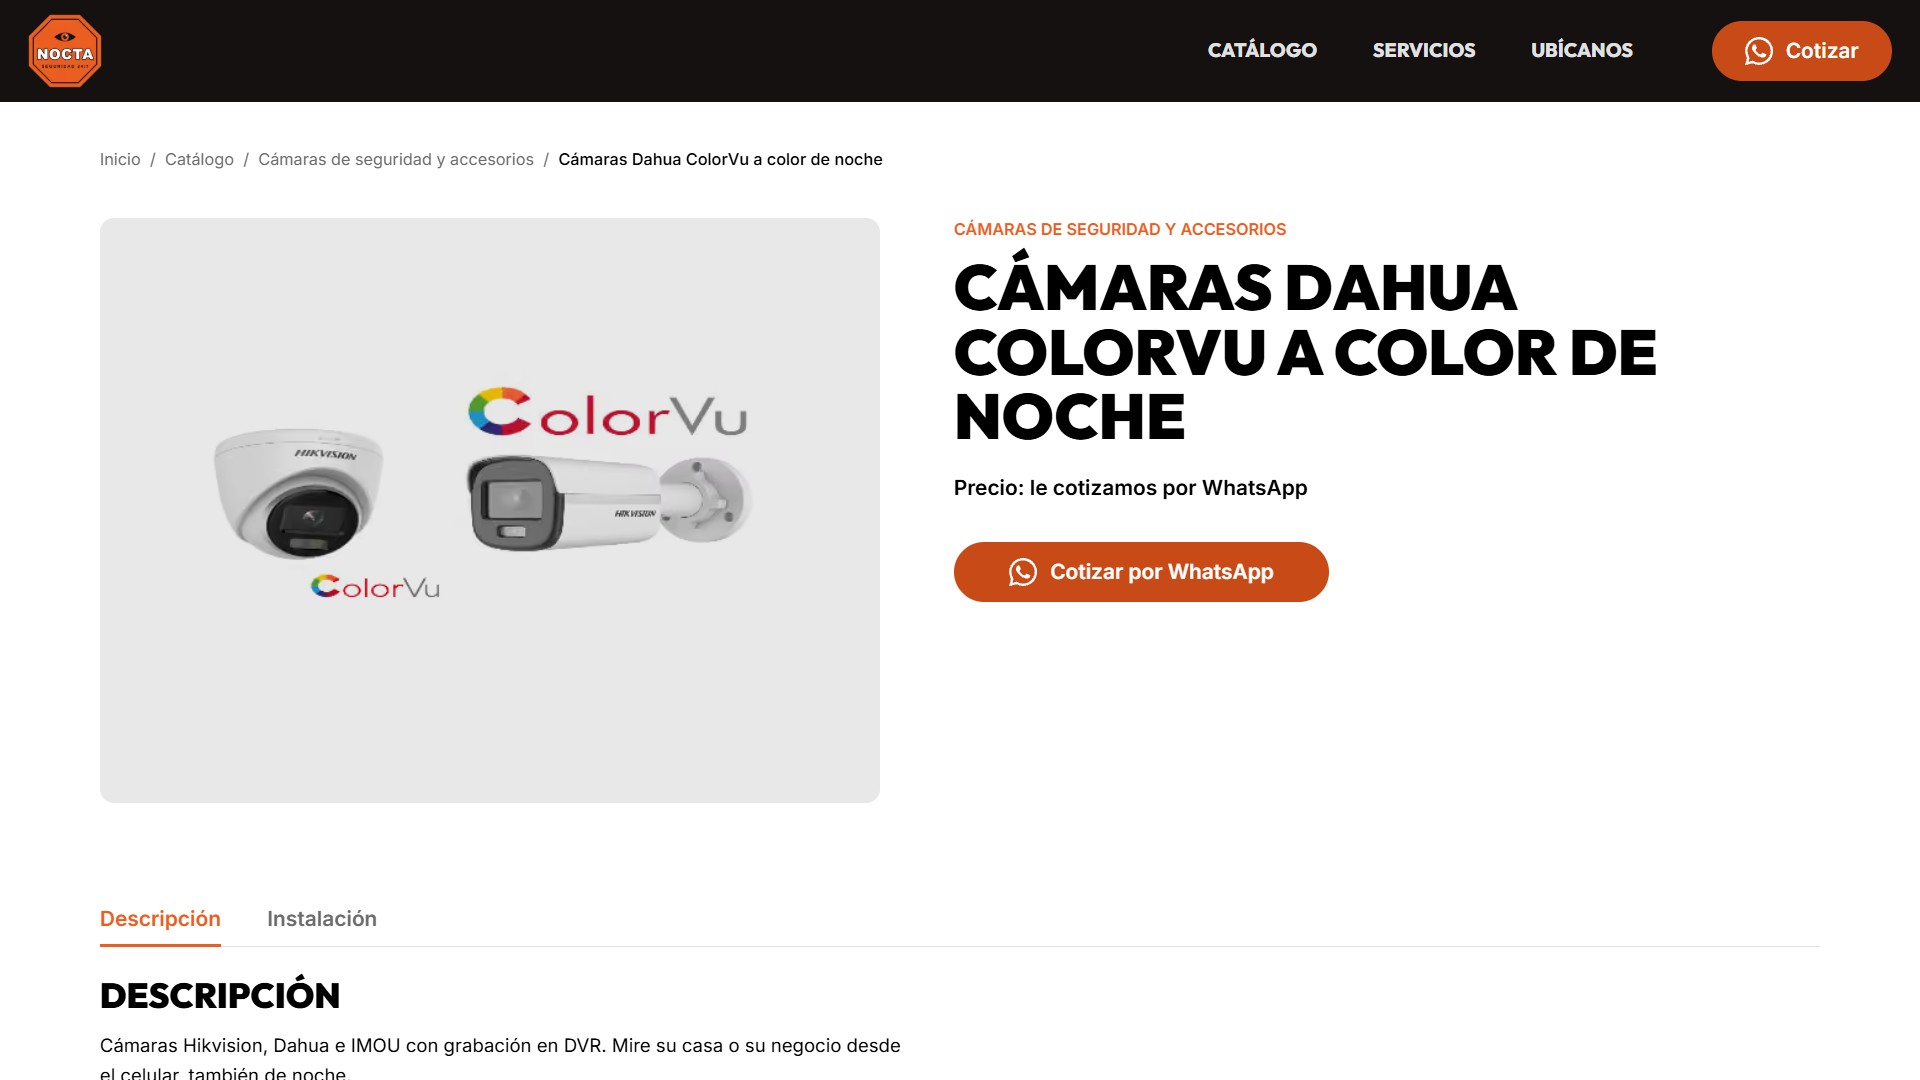 NOCTA
SEGURIDAD 24/7
CATÁLOGO
SERVICIOS
UBÍCANOS
Cotizar
Inicio / Catálogo / Cámaras de seguridad y accesorios / Cámaras Dahua ColorVu a color de noche
ColorVu
HIKVISION
HIKVISION
ColorVu
CÁMARAS DE SEGURIDAD Y ACCESORIOS
CÁMARAS DAHUA
COLORVU A COLOR DE
NOCHE
Precio: le cotizamos por WhatsApp
Cotizar por WhatsApp
Descripción
Instalación
DESCRIPCIÓN
Cámaras Hikvision, Dahua e IMOU con grabación en DVR. Mire su casa o su negocio desde
el celular, también de noche.